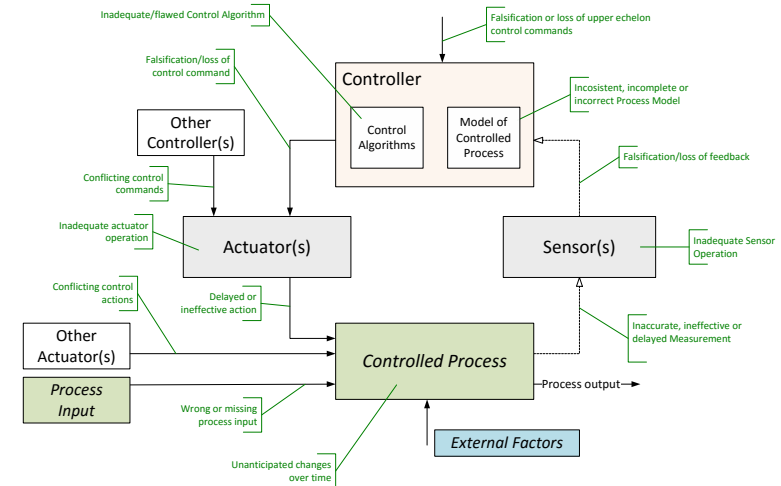 Inadequate/flawed Control Algorithm
Falsification or loss of upper echelon
control commands
Falsification/loss of
control command
Controller
Incosistent, incomplete or
incorrect Process Model
Other
Controller(s)
Control
Algorithms
Model of
Controlled
Process
Falsification/loss of feedback
Conflicting control
commands
Inadequate actuator
operation
Actuator(s)
Sensor(s)
Inadequate Sensor
Operation
Conflicting control
actions
Delayed or
ineffective action
Other
Actuator(s)
Controlled Process
Inaccurate, ineffective or
delayed Measurement
Process
Input
Process output
Wrong or missing
process input
External Factors
Unanticipated changes
over time